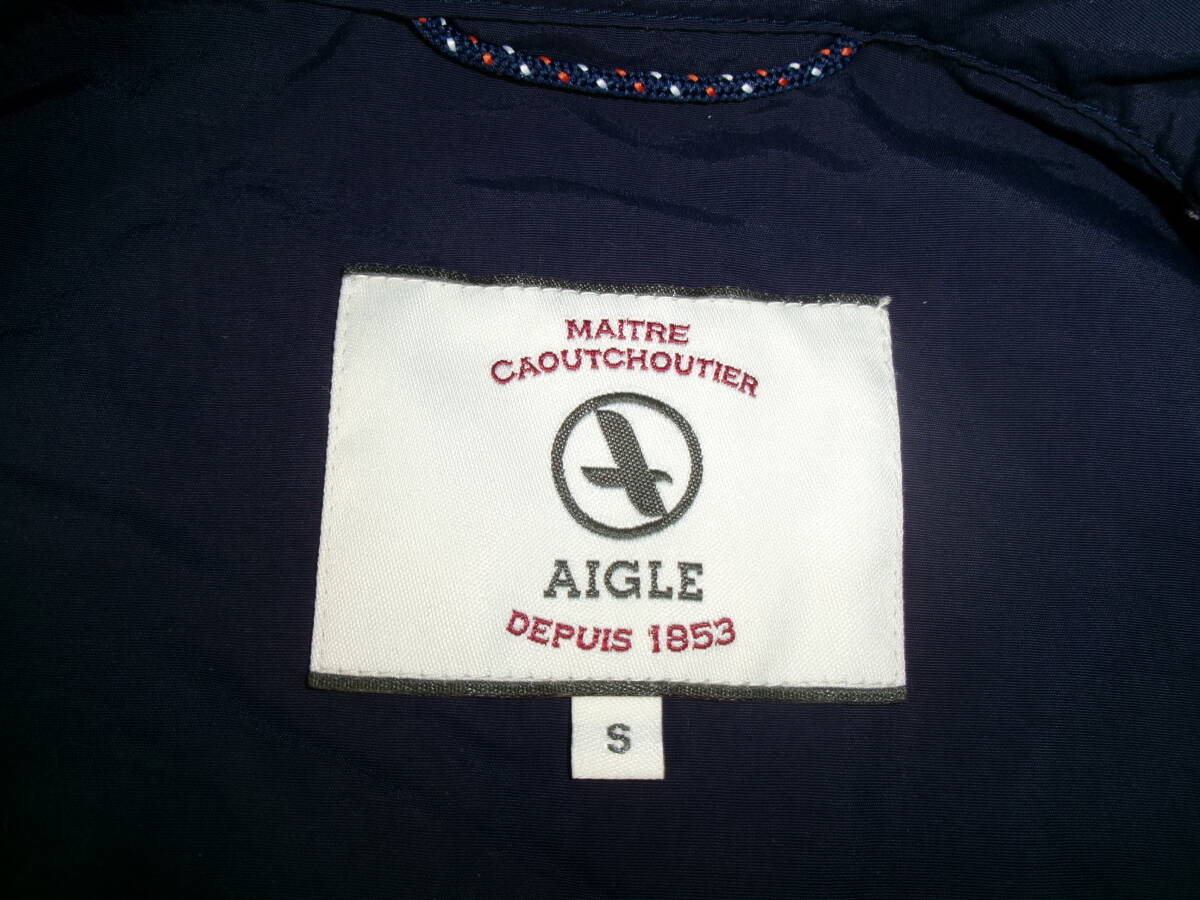 MAITRE
CAOUTCHOUTIER
AIGLE
DEPUIS 1853
S